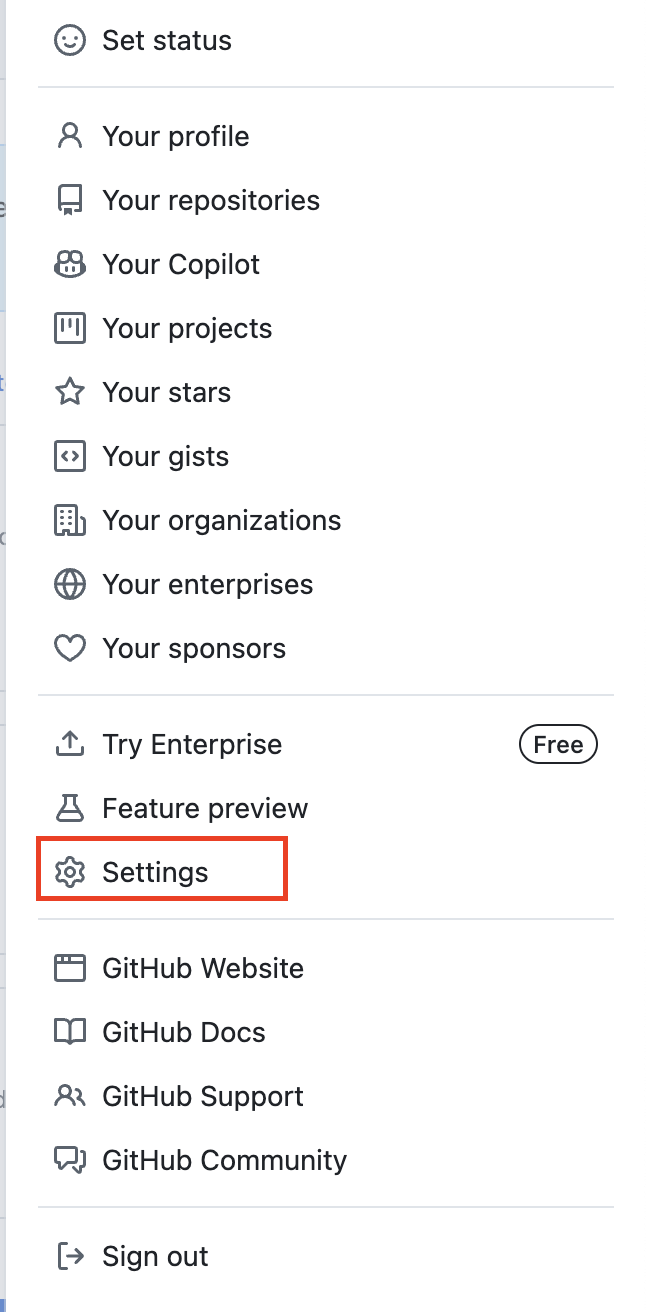 Set status
Your profile
Your repositories
Your Copilot
Your projects
Your stars
Your gists
Your organizations
Your enterprises
Your sponsors
Try Enterprise Free
Feature preview
Settings
GitHub Website
GitHub Docs
GitHub Support
GitHub Community
Sign out